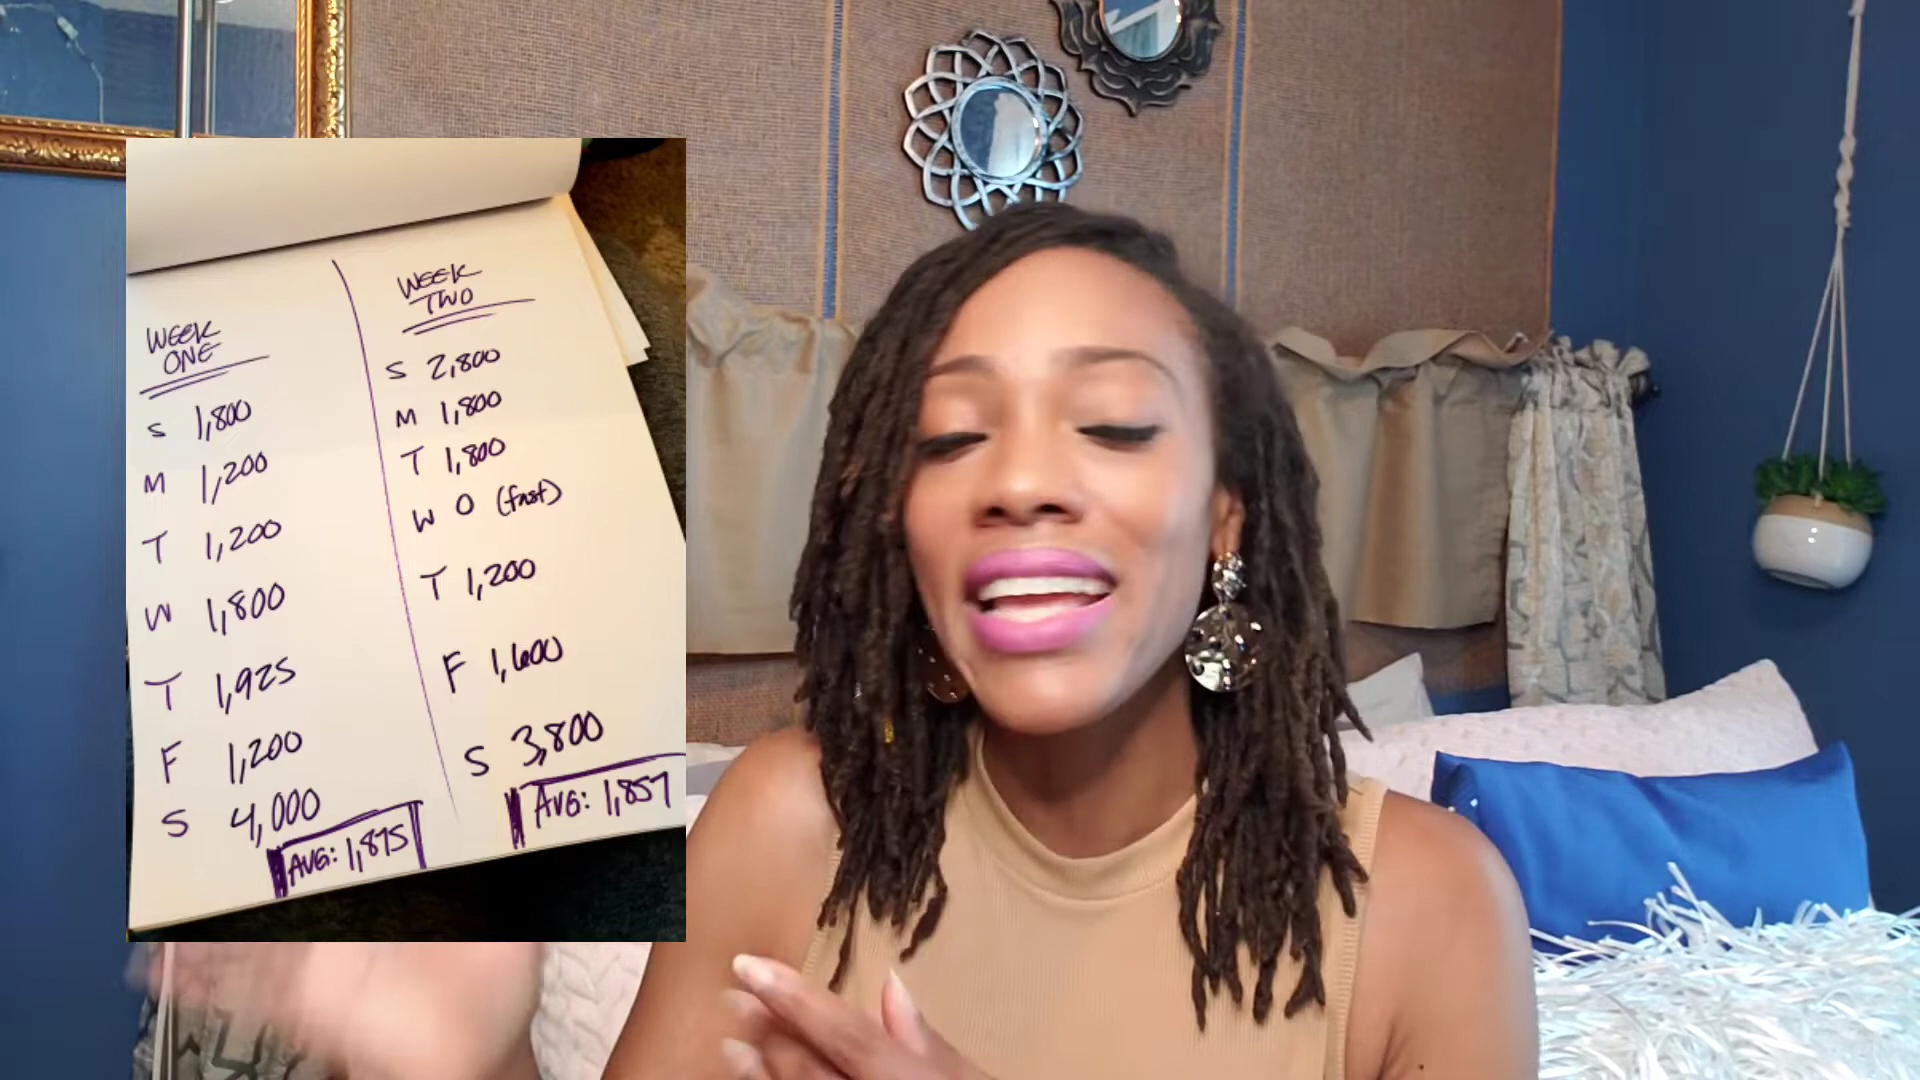 WEEK
ONE
S 1,800
M 1,200
T 1,200
W 1,800
T 1,925
F 1,200
S 4,000
AVG: 1,875
WEEK
TWO
S 2,800
M 1,800
T 1,800
W 0 (fast)
T 1,200
F 1,600
S 3,800
AVG: 1,857